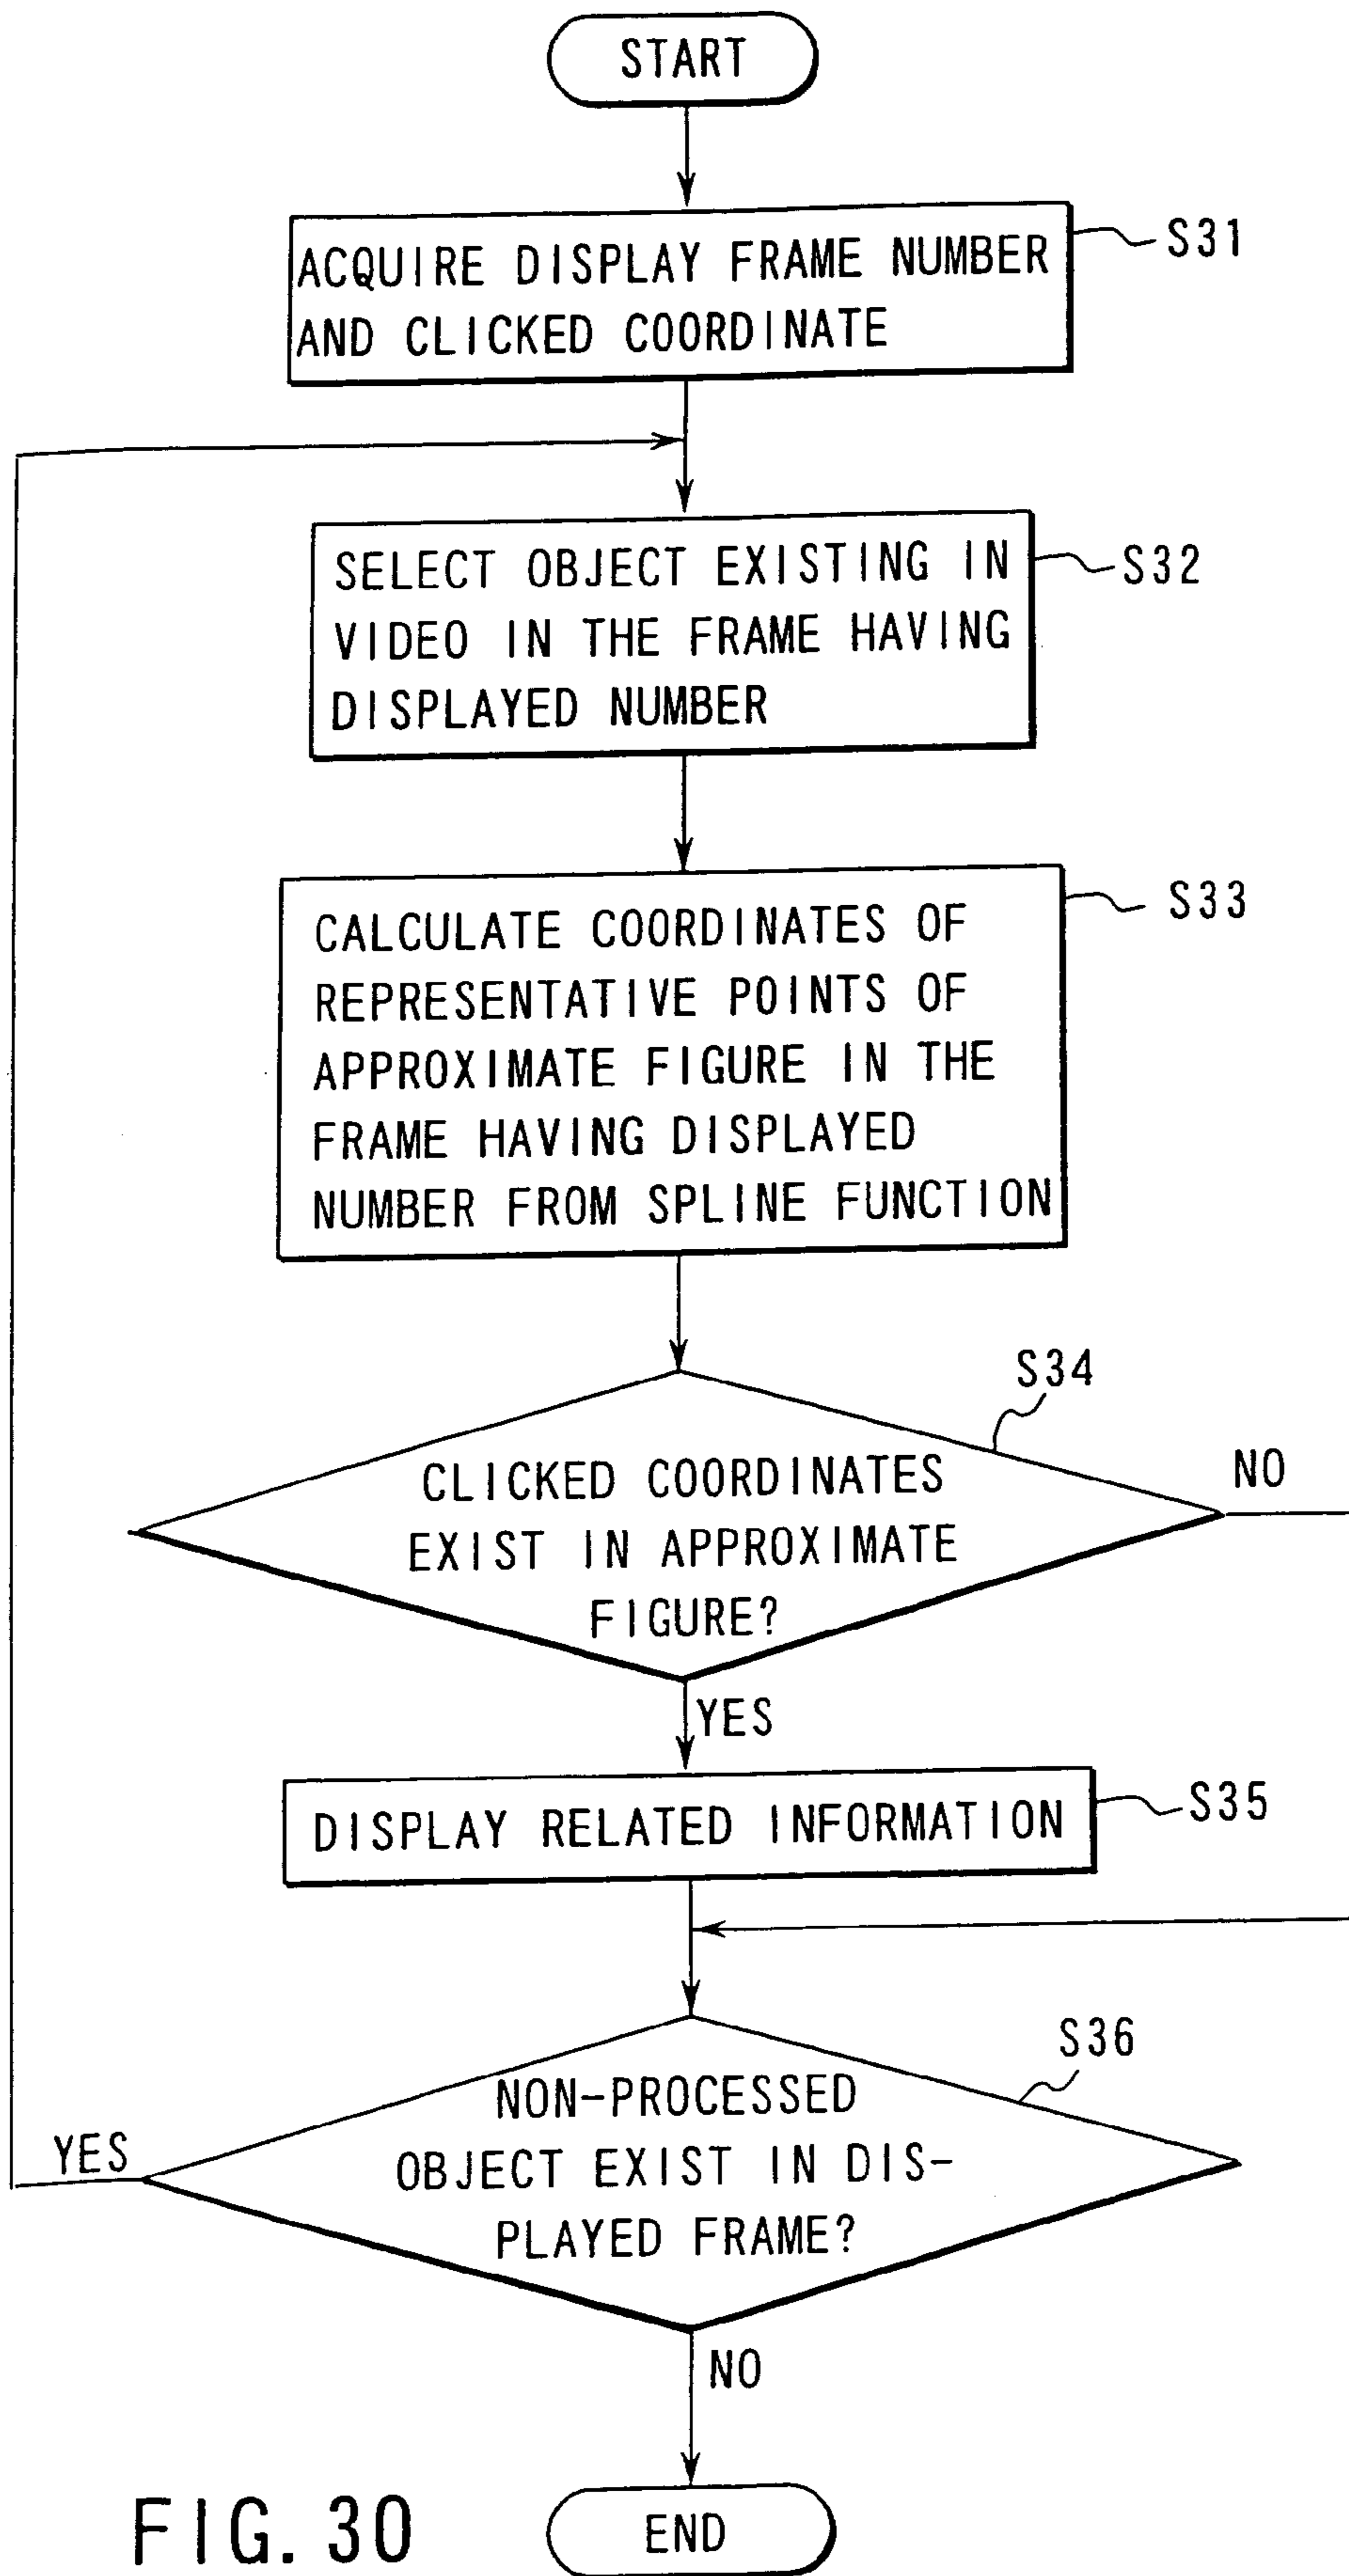 START
ACQUIRE DISPLAY FRAME NUMBER
AND CLICKED COORDINATE
S31
SELECT OBJECT EXISTING IN
VIDEO IN THE FRAME HAVING
DISPLAYED NUMBER
S32
CALCULATE COORDINATES OF
REPRESENTATIVE POINTS OF
APPROXIMATE FIGURE IN THE
FRAME HAVING DISPLAYED
NUMBER FROM SPLINE FUNCTION
S33
S34
CLICKED COORDINATES
EXIST IN APPROXIMATE
FIGURE?
NO
YES
DISPLAY RELATED INFORMATION
S35
S36
NON-PROCESSED
OBJECT EXIST IN DIS-
PLAYED FRAME?
YES
NO
END
FIG. 30